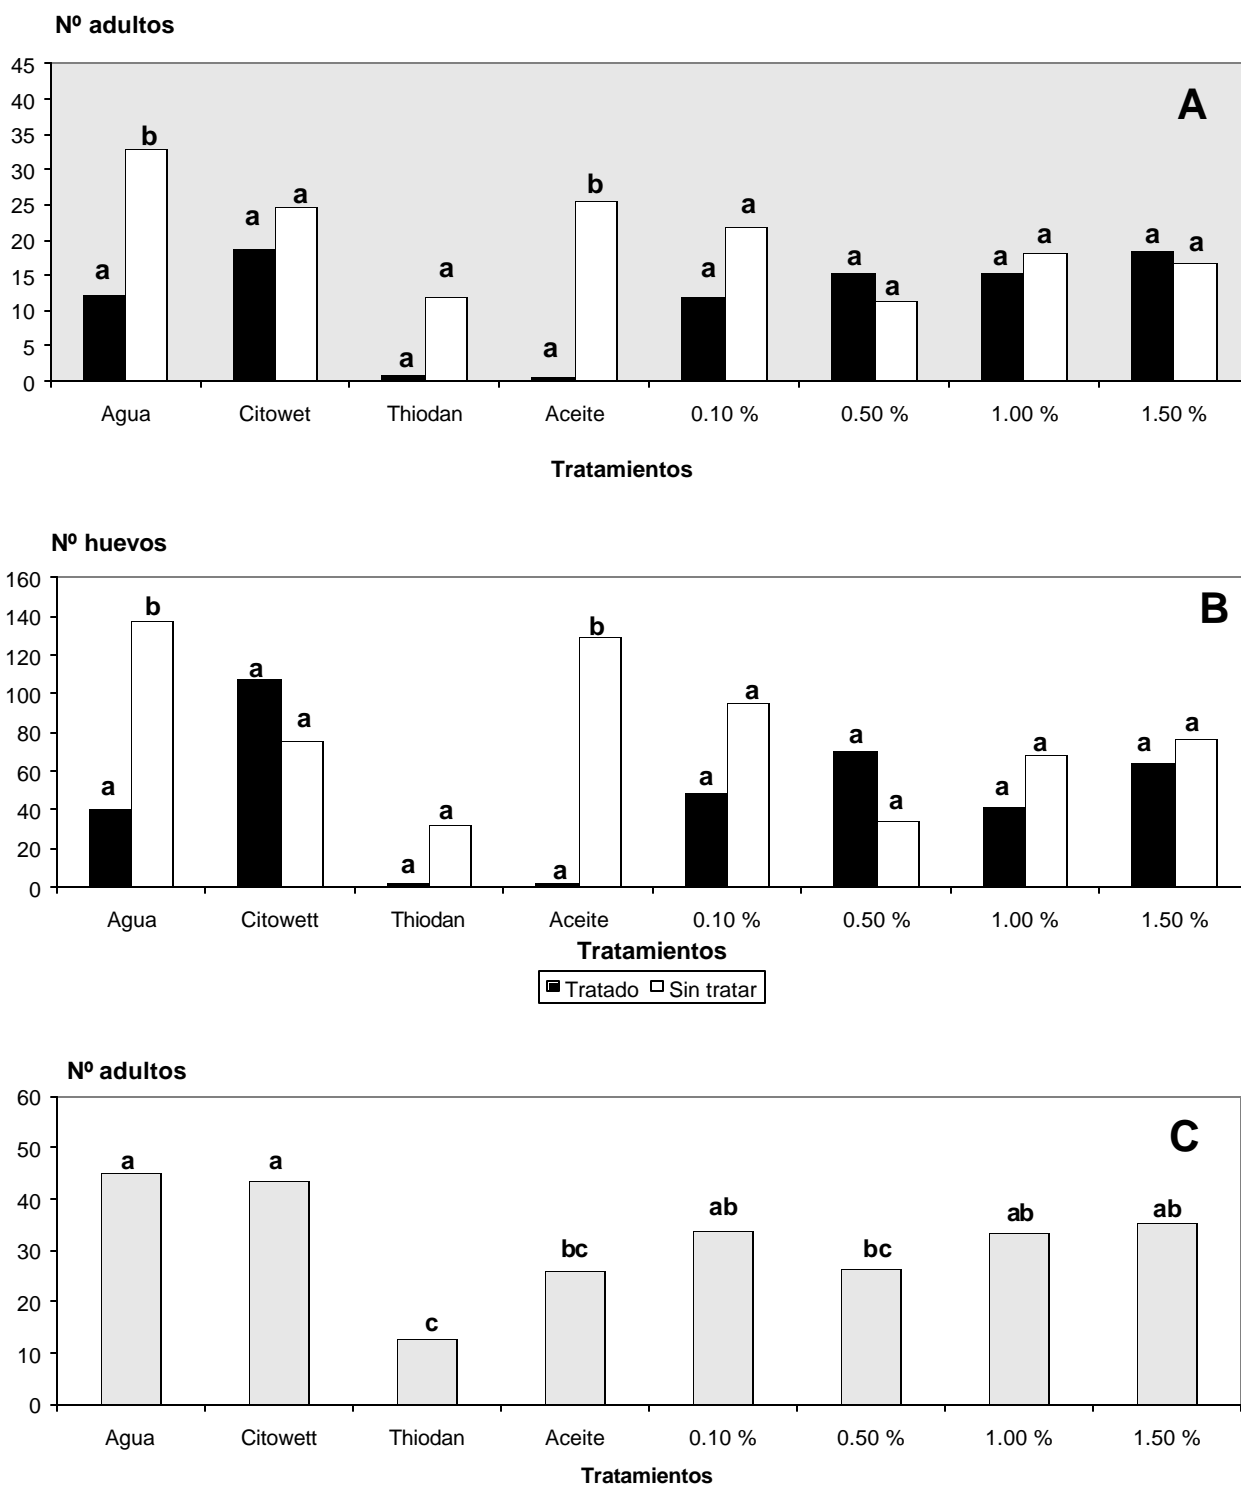 Nº adultos
45
40
35
30
25
20
15
10
5
0
A
a b a a a a a b a a a a a a a a
Agua Citowet Thiodan Aceite 0.10 % 0.50 % 1.00 % 1.50 %
Tratamientos
Nº huevos
160
140
120
100
80
60
40
20
0
B
a b a a a a a b a a a a a a a a
Agua Citowett Thiodan Aceite 0.10 % 0.50 % 1.00 % 1.50 %
Tratamientos
Tratado Sin tratar
Nº adultos
60
50
40
30
20
10
0
C
a a c bc ab bc ab ab
Agua Citowett Thiodan Aceite 0.10 % 0.50 % 1.00 % 1.50 %
Tratamientos